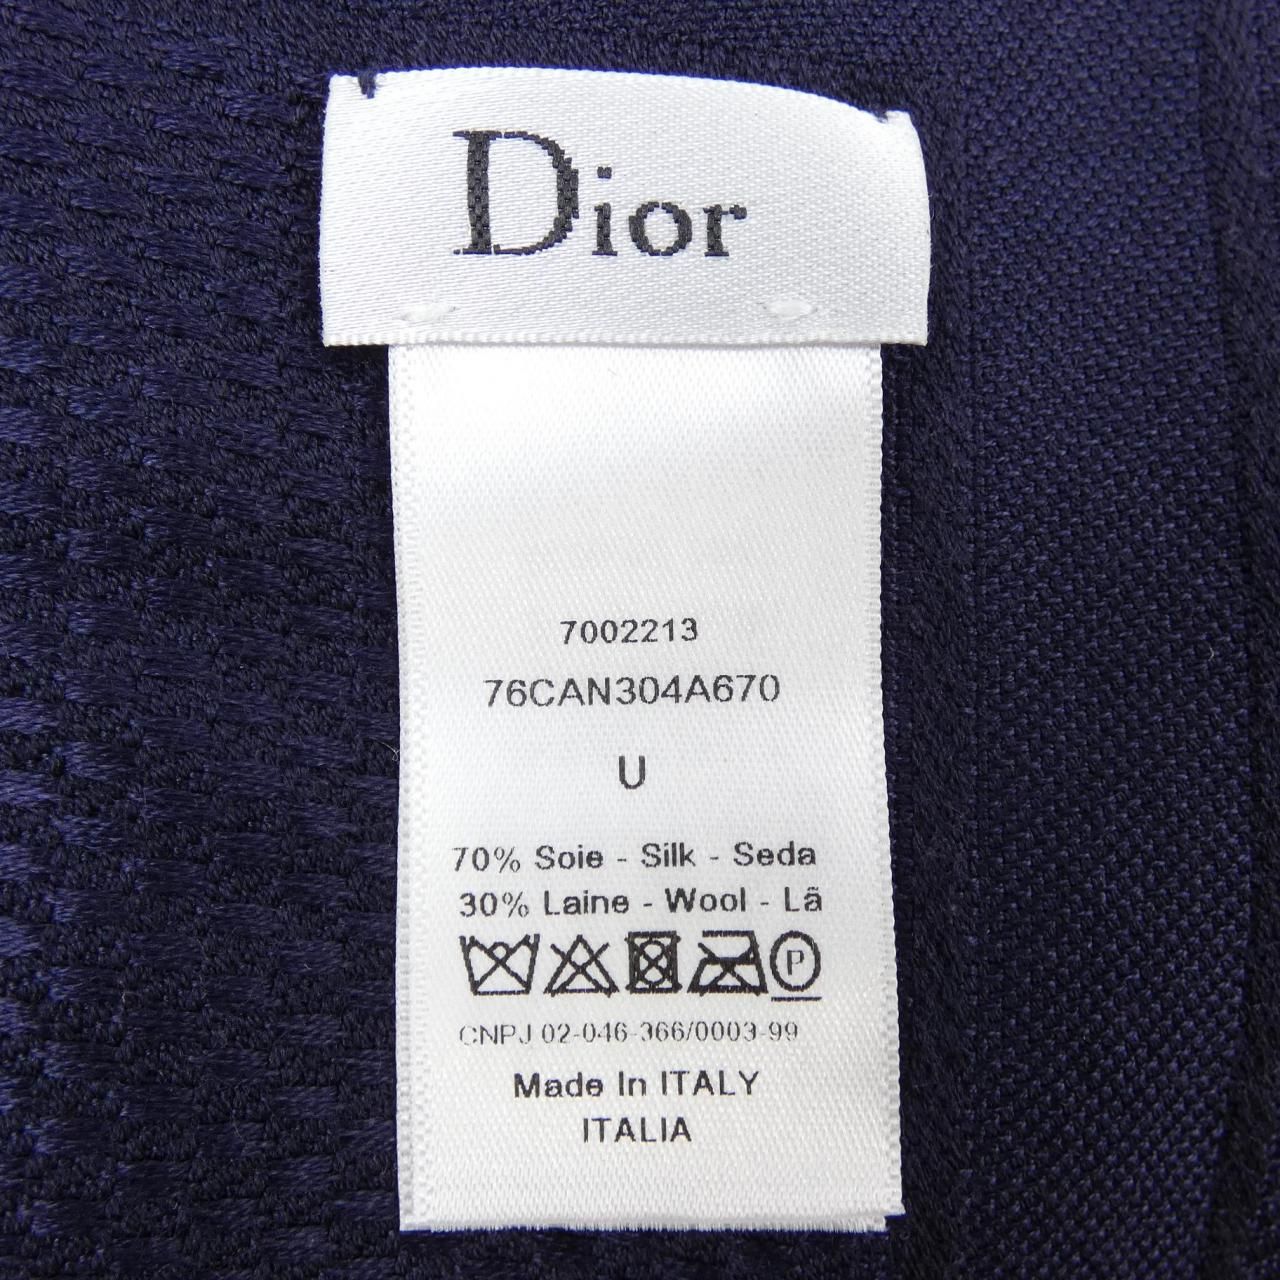 Dior
7002213
76CAN304A670
U
70% Soie - Silk - Seda
30% Laine - Wool - Lã
P
CNPJ 02-046-366/0003-99
Made In ITALY
ITALIA